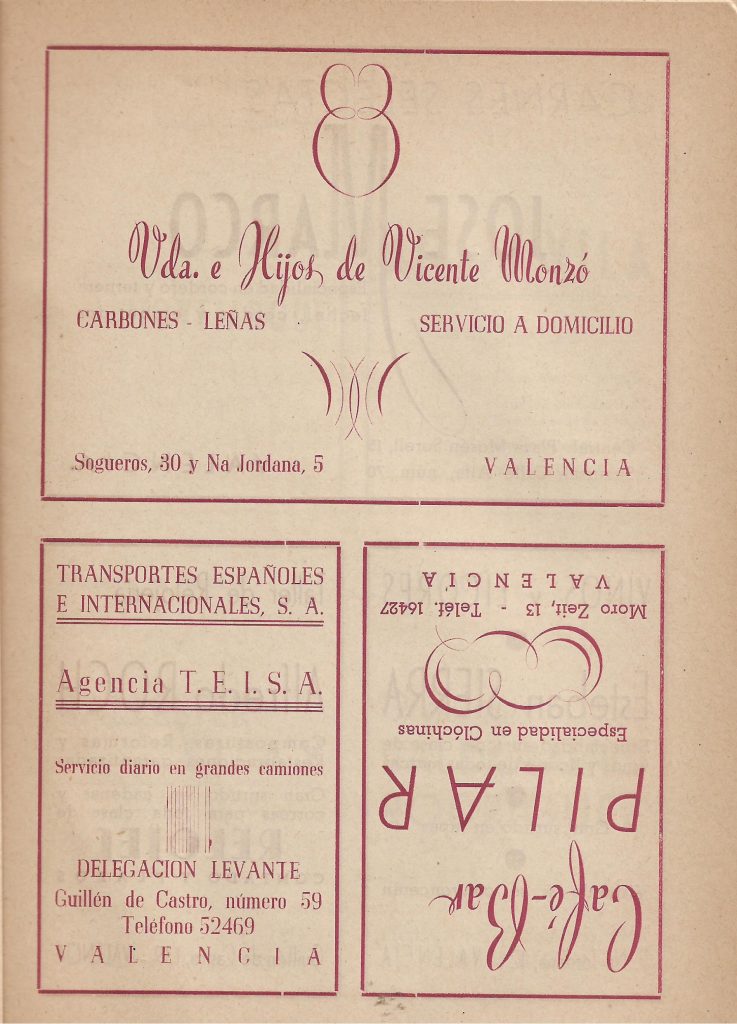 Vda. e Hijos de Vicente Monzó
CARBONES - LEÑAS
SERVICIO A DOMICILIO
Sogueros, 30 y Na Jordana, 5
VALENCIA
TRANSPORTES ESPAÑOLES
E INTERNACIONALES, S. A.
Agencia T. E. I. S. A.
Servicio diario en grandes camiones
DELEGACION LEVANTE
Guillén de Castro, número 59
Teléfono 52469
VALENCIA
Café-Bar
PILAR
Especialidad en Clóchinas
Moro Zeit, 13 - Teléf. 16427
VALENCIA